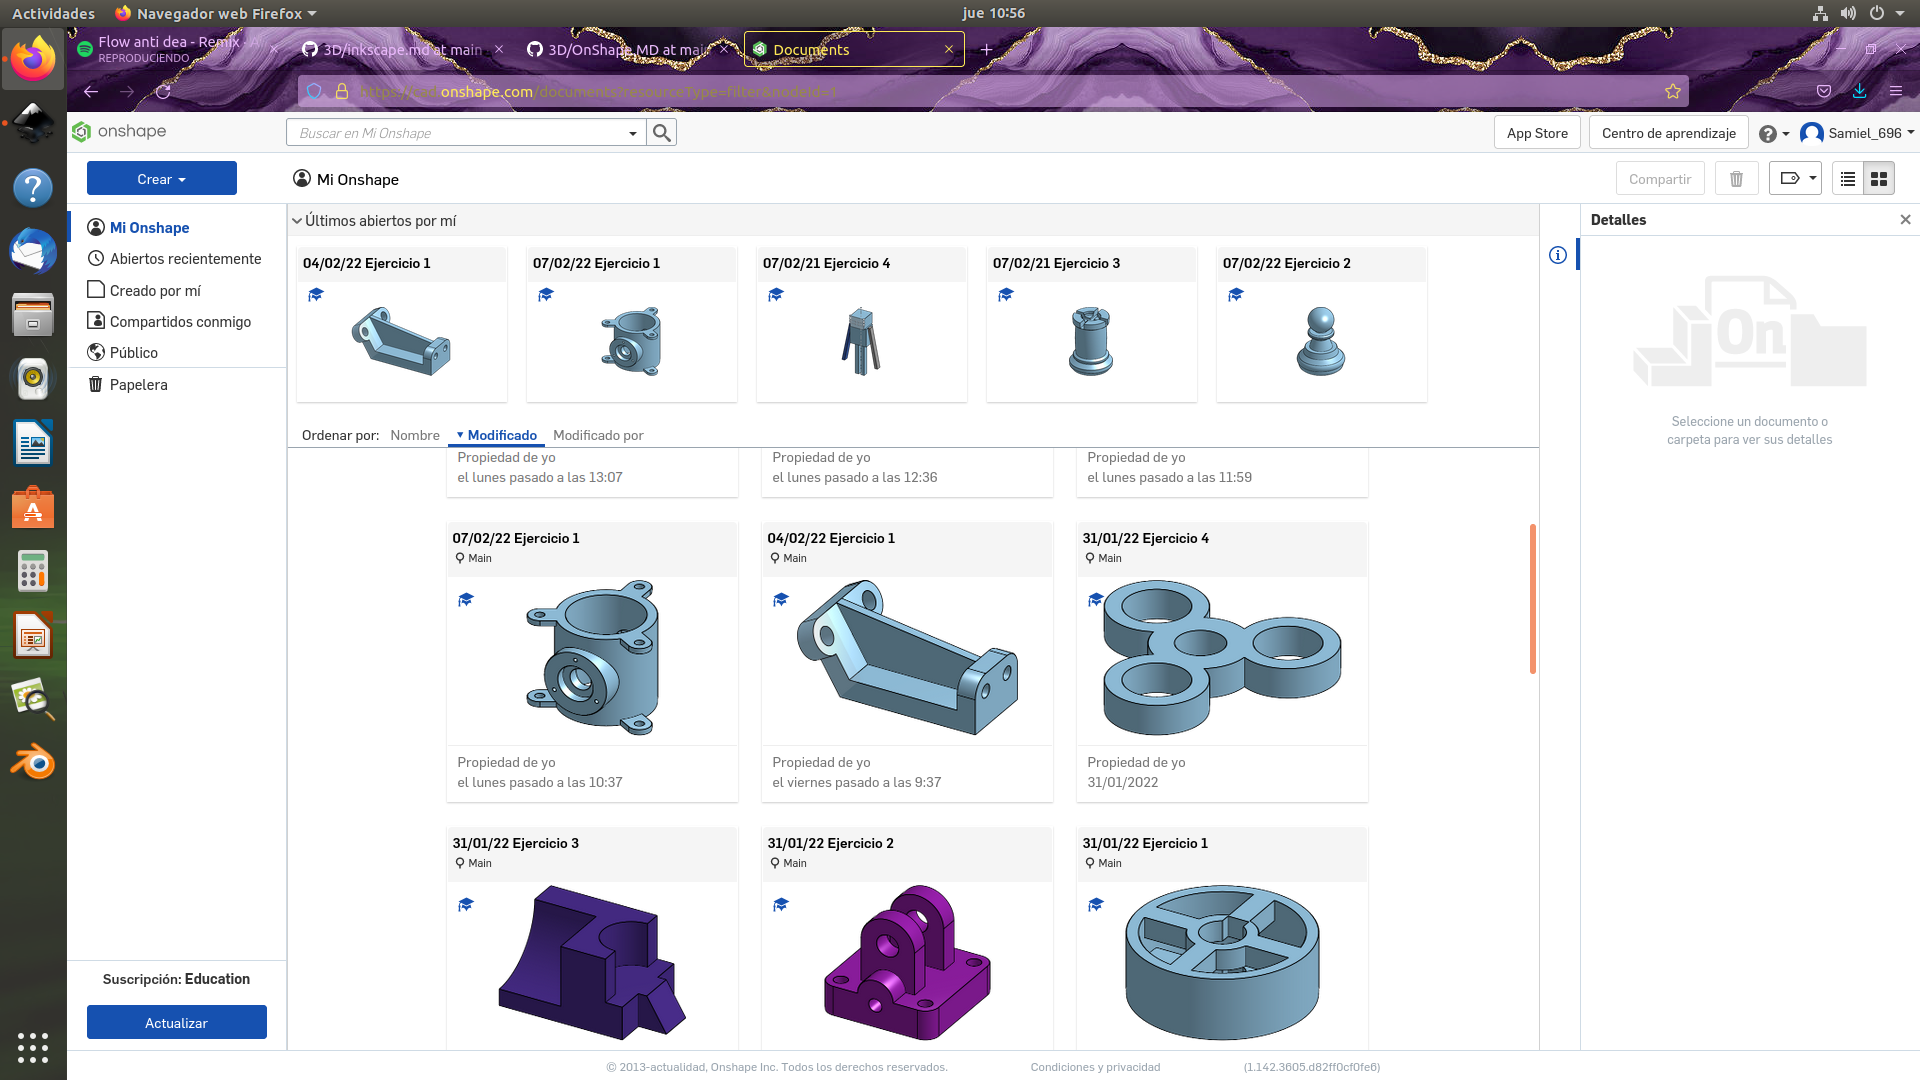 Actividades
Navegador web Firefox
jue 10:56
Flow anti dea - Remix - A
REPRODUCIENDO
3D/inkscape.md at main
3D/OnShape.MD at main
Documents
https://cad.onshape.com/documents?resourceType=filter&nodeId=1
onshape
Buscar en Mi Onshape
App Store
Centro de aprendizaje
Samiel_696
Crear
Mi Onshape
Compartir
Mi Onshape
Abiertos recientemente
Creado por mí
Compartidos conmigo
Público
Papelera
Últimos abiertos por mí
04/02/22 Ejercicio 1
07/02/22 Ejercicio 1
07/02/21 Ejercicio 4
07/02/21 Ejercicio 3
07/02/22 Ejercicio 2
Ordenar por:
Nombre
Modificado
Modificado por
Propiedad de yo
el lunes pasado a las 13:07
Propiedad de yo
el lunes pasado a las 12:36
Propiedad de yo
el lunes pasado a las 11:59
07/02/22 Ejercicio 1
Main
Propiedad de yo
el lunes pasado a las 10:37
04/02/22 Ejercicio 1
Main
Propiedad de yo
el viernes pasado a las 9:37
31/01/22 Ejercicio 4
Main
Propiedad de yo
31/01/2022
31/01/22 Ejercicio 3
Main
31/01/22 Ejercicio 2
Main
31/01/22 Ejercicio 1
Main
Detalles
On
Seleccione un documento o
carpeta para ver sus detalles
Suscripción: Education
Actualizar
© 2013-actualidad, Onshape Inc. Todos los derechos reservados.
Condiciones y privacidad
(1.142.3605.d82ff0cf0fe6)